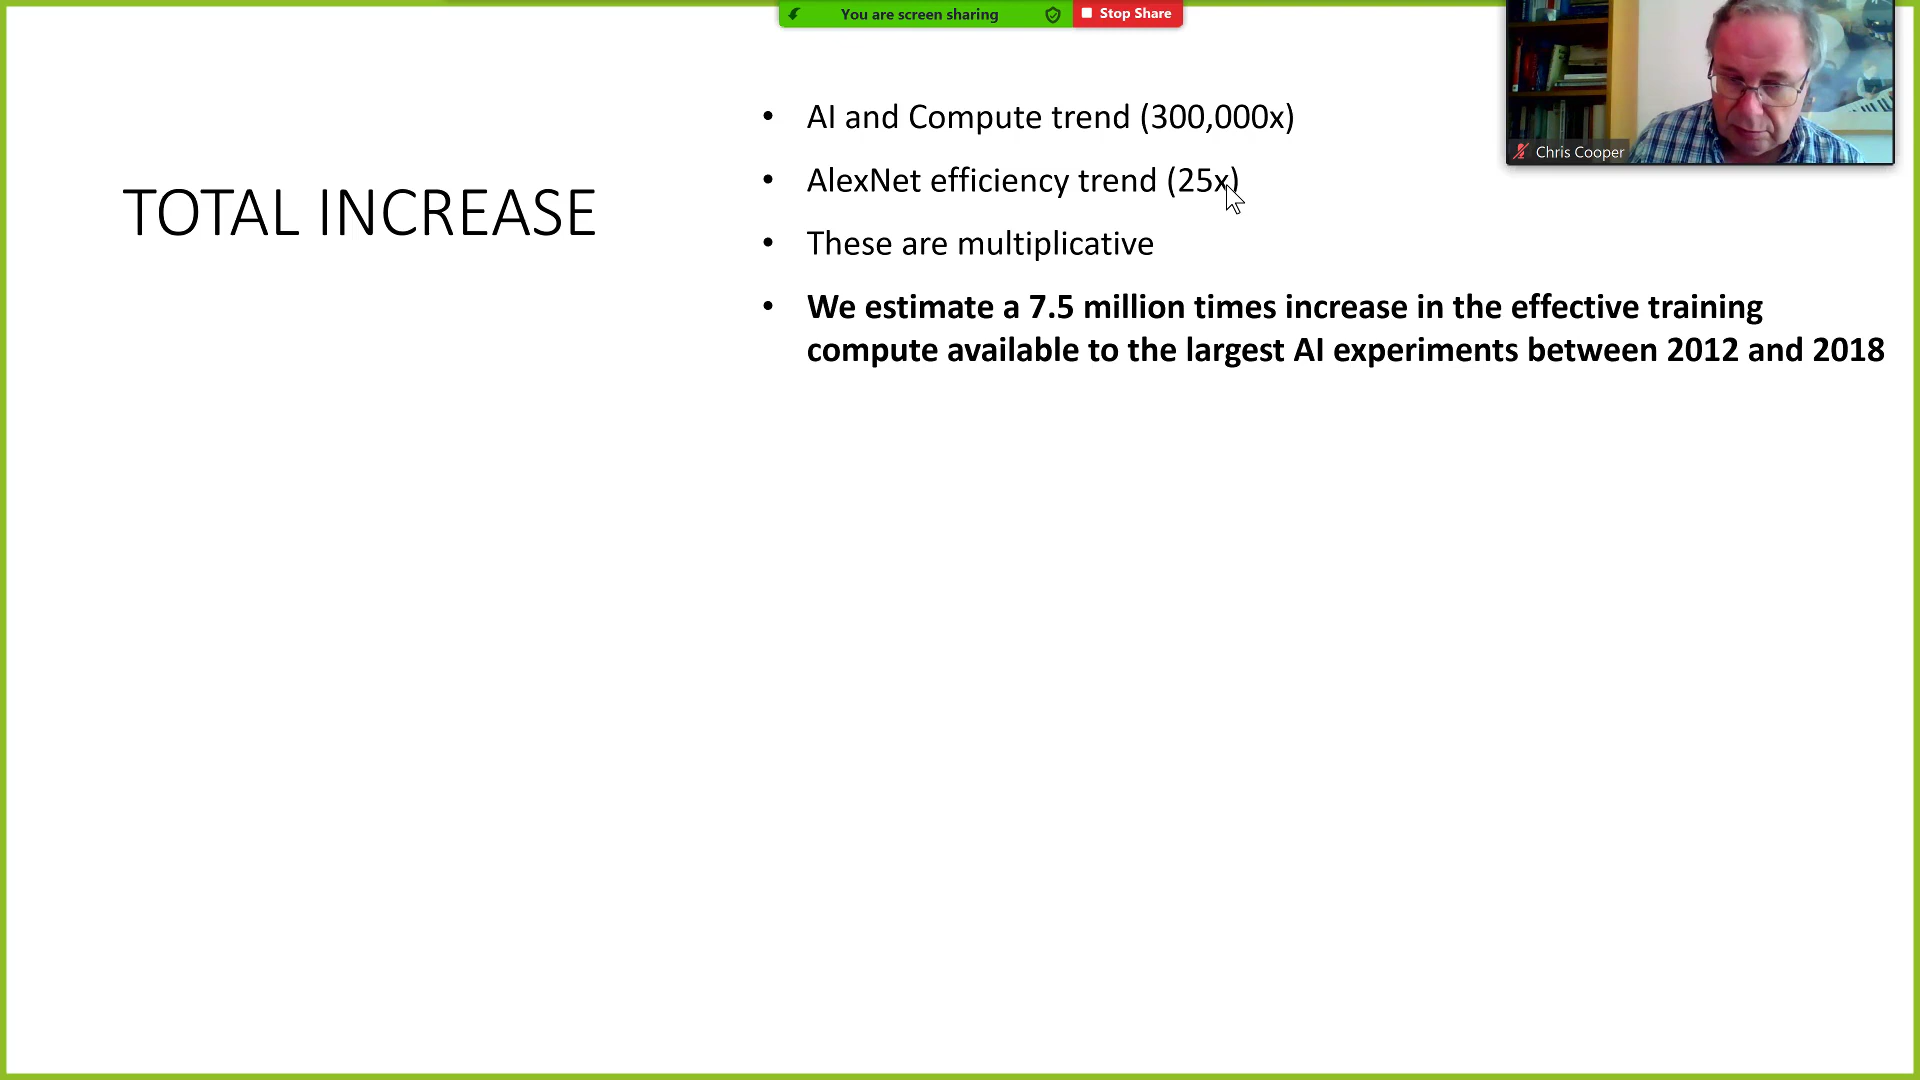 You are screen sharing
Stop Share
Chris Cooper
TOTAL INCREASE
• AI and Compute trend (300,000x)
• AlexNet efficiency trend (25x)
• These are multiplicative
• We estimate a 7.5 million times increase in the effective training
compute available to the largest AI experiments between 2012 and 2018